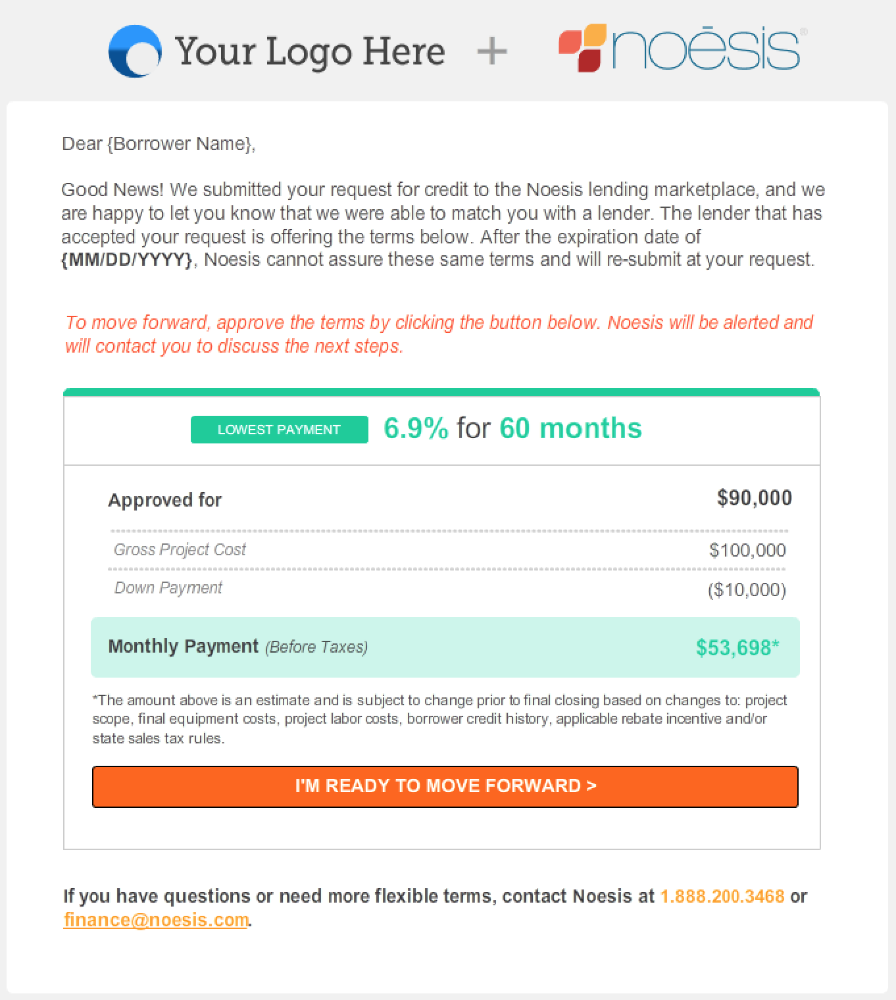 Your Logo Here + noēsis®
Dear {Borrower Name},
Good News! We submitted your request for credit to the Noesis lending marketplace, and we
are happy to let you know that we were able to match you with a lender. The lender that has
accepted your request is offering the terms below. After the expiration date of
{MM/DD/YYYY}, Noesis cannot assure these same terms and will re-submit at your request.
To move forward, approve the terms by clicking the button below. Noesis will be alerted and
will contact you to discuss the next steps.
LOWEST PAYMENT 6.9% for 60 months
Approved for $90,000
Gross Project Cost $100,000
Down Payment ($10,000)
Monthly Payment (Before Taxes) $53,698*
*The amount above is an estimate and is subject to change prior to final closing based on changes to: project
scope, final equipment costs, project labor costs, borrower credit history, applicable rebate incentive and/or
state sales tax rules.
I'M READY TO MOVE FORWARD >
If you have questions or need more flexible terms, contact Noesis at 1.888.200.3468 or
finance@noesis.com.